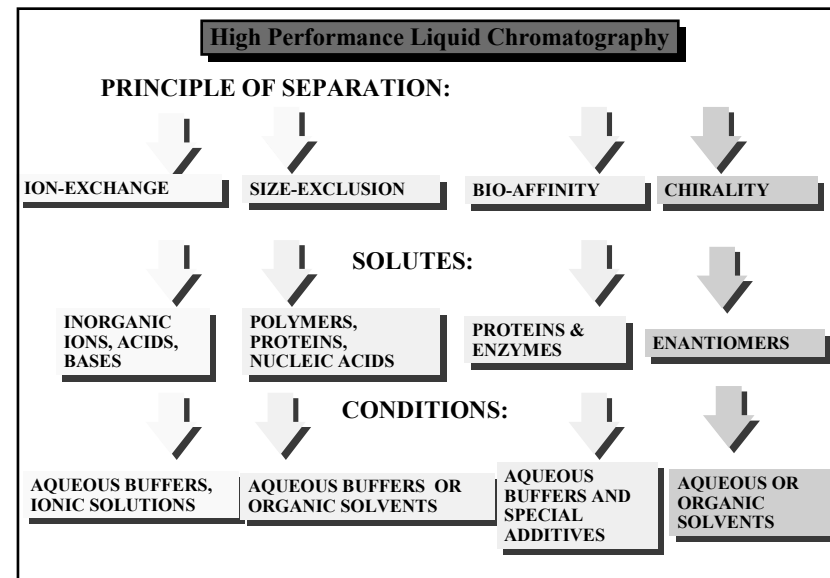 High Performance Liquid Chromatography
PRINCIPLE OF SEPARATION:
ION-EXCHANGE
SIZE-EXCLUSION
BIO-AFFINITY
CHIRALITY
SOLUTES:
INORGANIC
IONS, ACIDS,
BASES
POLYMERS,
PROTEINS,
NUCLEIC ACIDS
PROTEINS &
ENZYMES
ENANTIOMERS
CONDITIONS:
AQUEOUS BUFFERS,
IONIC SOLUTIONS
AQUEOUS BUFFERS OR
ORGANIC SOLVENTS
AQUEOUS
BUFFERS AND
SPECIAL
ADDITIVES
AQUEOUS OR
ORGANIC
SOLVENTS